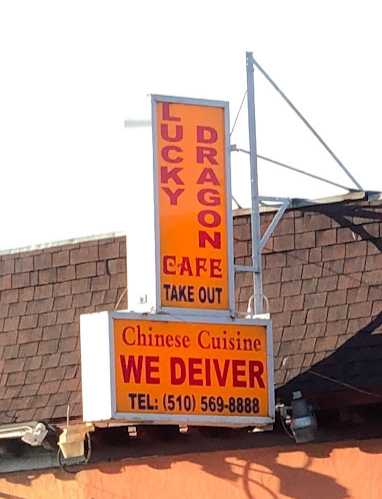 LUCKY
DRAGON
CAFE
TAKE OUT
Chinese Cuisine
WE DEIVER
TEL: (510) 569-8888